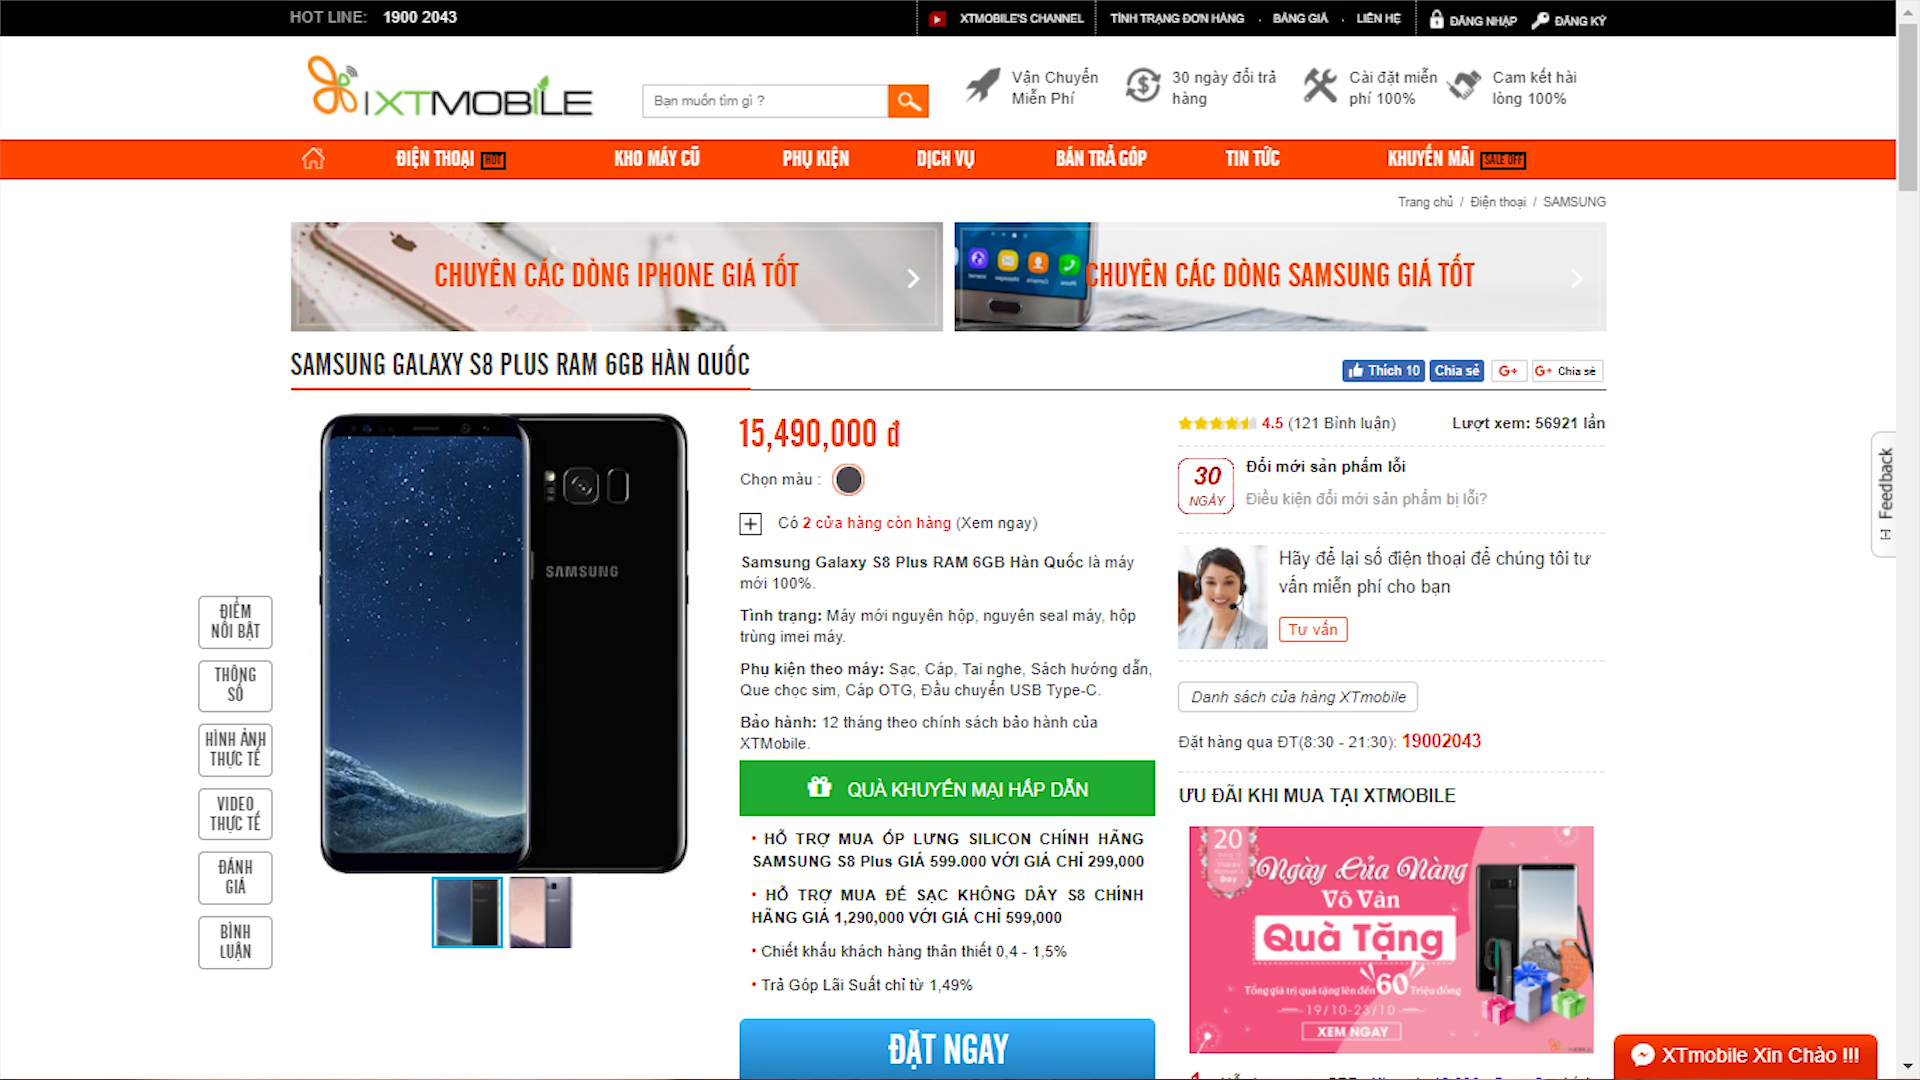 HOT LINE: 1900 2043
XTMOBILE'S CHANNEL
TÌNH TRẠNG ĐƠN HÀNG . BẢNG GIÁ . LIÊN HỆ
ĐĂNG NHẬP ĐĂNG KÝ
XTMOBILE
Bạn muốn tìm gì ?
Vận Chuyển
Miễn Phí
30 ngày đổi trả
hàng
Cài đặt miễn
phí 100%
Cam kết hài
lòng 100%
ĐIỆN THOẠI HOT
KHO MÁY CŨ
PHỤ KIỆN
DỊCH VỤ
BÁN TRẢ GÓP
TIN TỨC
KHUYẾN MÃI SALE OFF
Trang chủ / Điện thoại / SAMSUNG
CHUYÊN CÁC DÒNG IPHONE GIÁ TỐT
CHUYÊN CÁC DÒNG SAMSUNG GIÁ TỐT
SAMSUNG GALAXY S8 PLUS RAM 6GB HÀN QUỐC
Thích 10
Chia sẻ
G+
G+ Chia sẻ
SAMSUNG
15,490,000 đ
Chọn màu :
Có 2 cửa hàng còn hàng (Xem ngay)
Samsung Galaxy S8 Plus RAM 6GB Hàn Quốc là máy
mới 100%.
Tình trạng: Máy mới nguyên hộp, nguyên seal máy, hộp
trùng imei máy.
Phụ kiện theo máy: Sạc, Cáp, Tai nghe, Sách hướng dẫn,
Que chọc sim, Cáp OTG, Đầu chuyển USB Type-C.
Bảo hành: 12 tháng theo chính sách bảo hành của
XTMobile.
QUÀ KHUYẾN MẠI HẤP DẪN
• HỖ TRỢ MUA ỐP LƯNG SILICON CHÍNH HÃNG
SAMSUNG S8 Plus GIÁ 599.000 VỚI GIÁ CHỈ 299,000
• HỖ TRỢ MUA ĐẾ SẠC KHÔNG DÂY S8 CHÍNH
HÃNG GIÁ 1,290,000 VỚI GIÁ CHỈ 599,000
• Chiết khấu khách hàng thân thiết 0,4 - 1,5%
• Trả Góp Lãi Suất chỉ từ 1,49%
ĐẶT NGAY
4.5 (121 Bình luận)
Lượt xem: 56921 lần
30
NGÀY
Đổi mới sản phẩm lỗi
Điều kiện đổi mới sản phẩm bị lỗi?
Hãy để lại số điện thoại để chúng tôi tư
vấn miễn phí cho bạn
Tư vấn
Danh sách cửa hàng XTmobile
Đặt hàng qua ĐT(8:30 - 21:30): 19002043
ƯU ĐÃI KHI MUA TẠI XTMOBILE
20
Ngày Của Nàng
Vô Vàn
Quà Tặng
Tổng giá trị quà tặng lên đến 60 Triệu đồng
19/10-23/10
XEM NGAY
ĐIỂM
NỔI BẬT
THÔNG
SỐ
HÌNH ẢNH
THỰC TẾ
VIDEO
THỰC TẾ
ĐÁNH
GIÁ
BÌNH
LUẬN
Feedback
XTmobile Xin Chào !!!